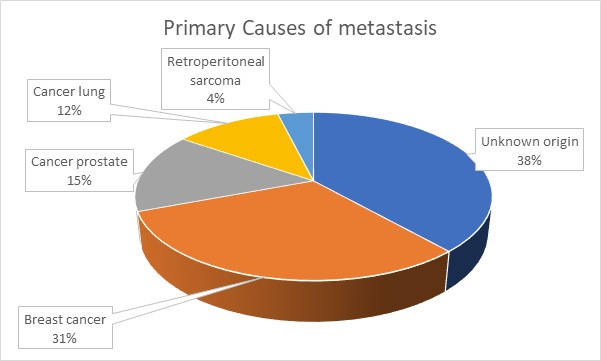 Primary Causes of metastasis
Retroperitoneal
sarcoma
4%
Cancer lung
12%
Unknown origin
38%
Cancer prostate
15%
Breast cancer
31%